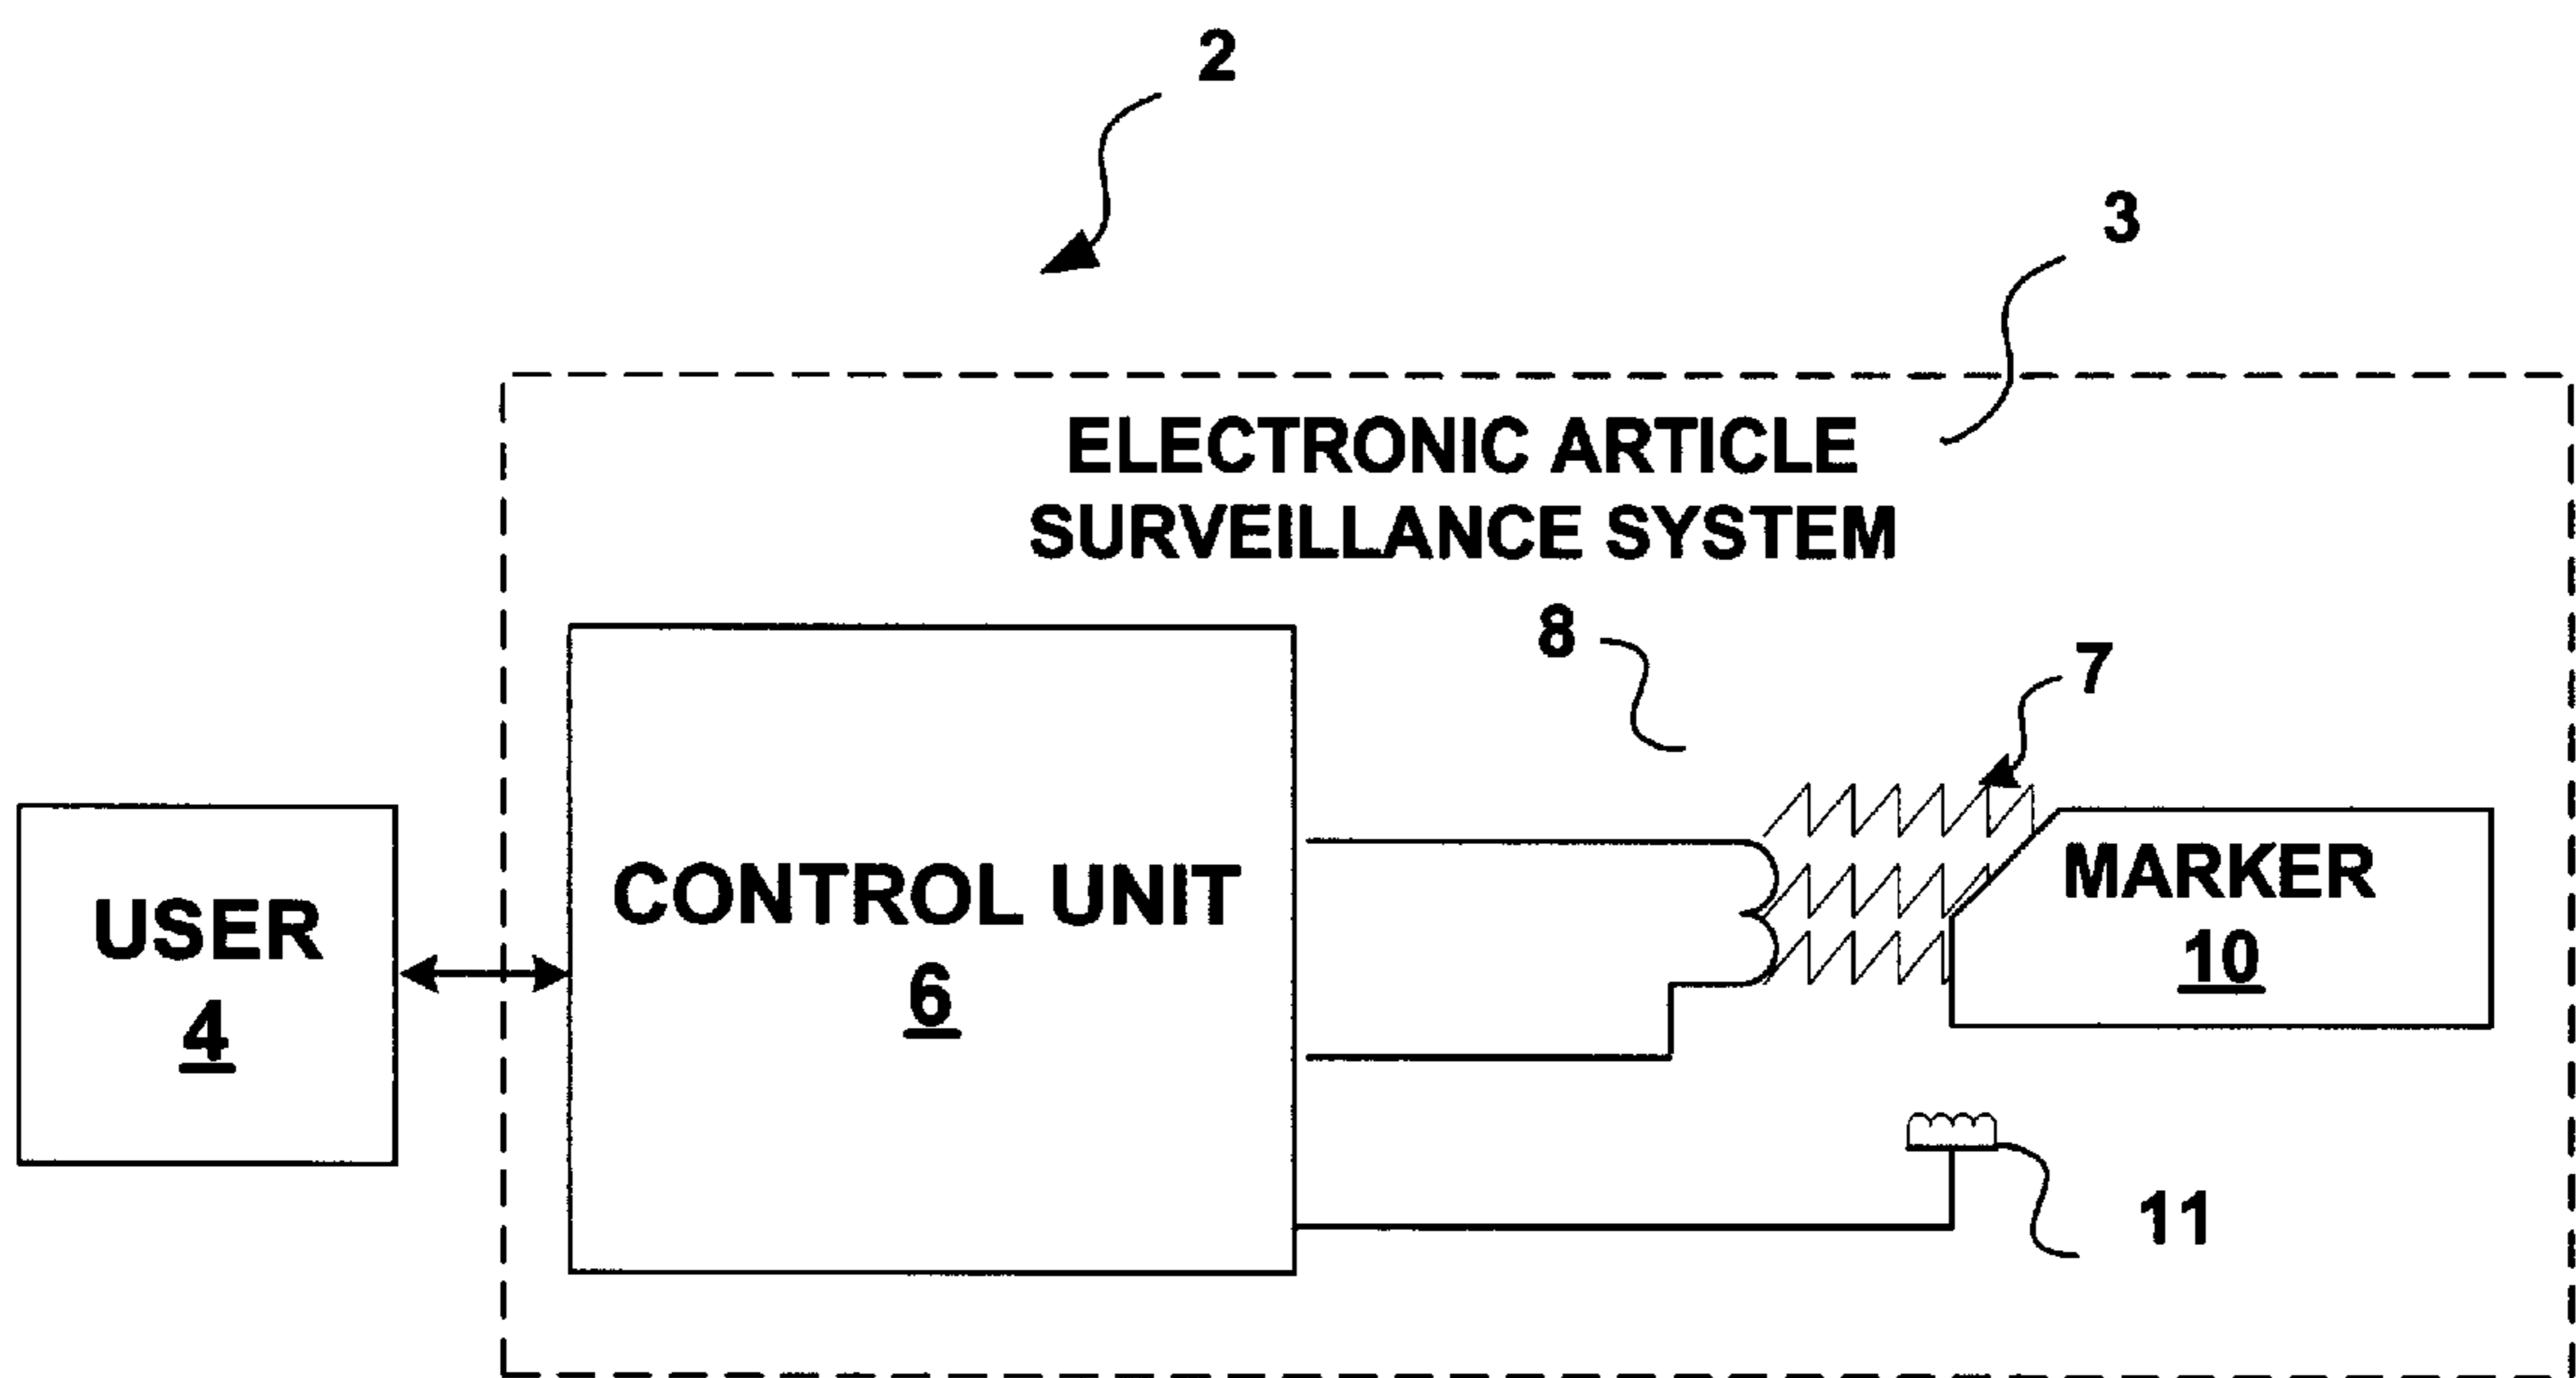 2
3
ELECTRONIC ARTICLE
SURVEILLANCE SYSTEM
8
7
USER
4
CONTROL UNIT
6
MARKER
10
11